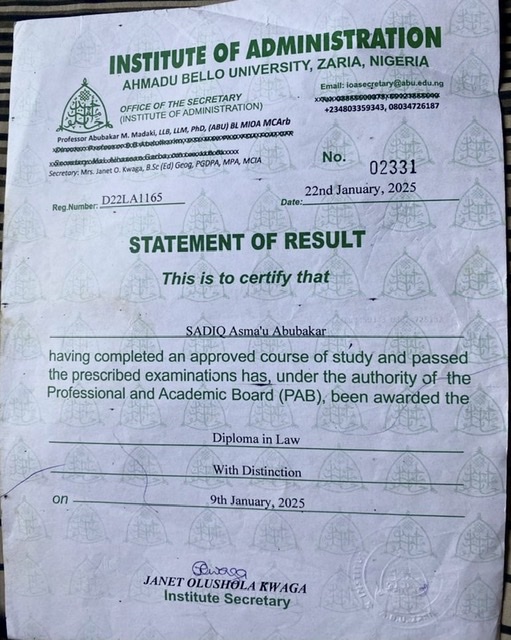 INSTITUTE OF ADMINISTRATION
AHMADU BELLO UNIVERSITY, ZARIA, NIGERIA
OFFICE OF THE SECRETARY
(INSTITUTE OF ADMINISTRATION)
Email: ioasecretary@abu.edu.ng
+234803359343, 08034726187
Professor Abubakar M. Madaki, LLB, LLM, PhD, (ABU) BL MIOA MCArb
Secretary: Mrs. Janet O. Kwaga, B.Sc (Ed) Geog, PGDPA, MPA, MCIA
No. 02331
Reg.Number: D22LA1165
Date: 22nd January, 2025
STATEMENT OF RESULT
This is to certify that
SADIQ Asma'u Abubakar
having completed an approved course of study and passed
the prescribed examinations has, under the authority of the
Professional and Academic Board (PAB), been awarded the
Diploma in Law
With Distinction
on 9th January, 2025
JANET OLUSHOLA KWAGA
Institute Secretary